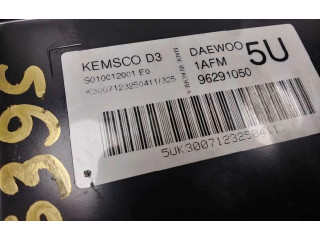 KEMSCO D3
S010012001 E0
K3007123250411/325
MADE IN KOREA
DAEWOO
1AFM
96291050
5U
5UK3007123250411